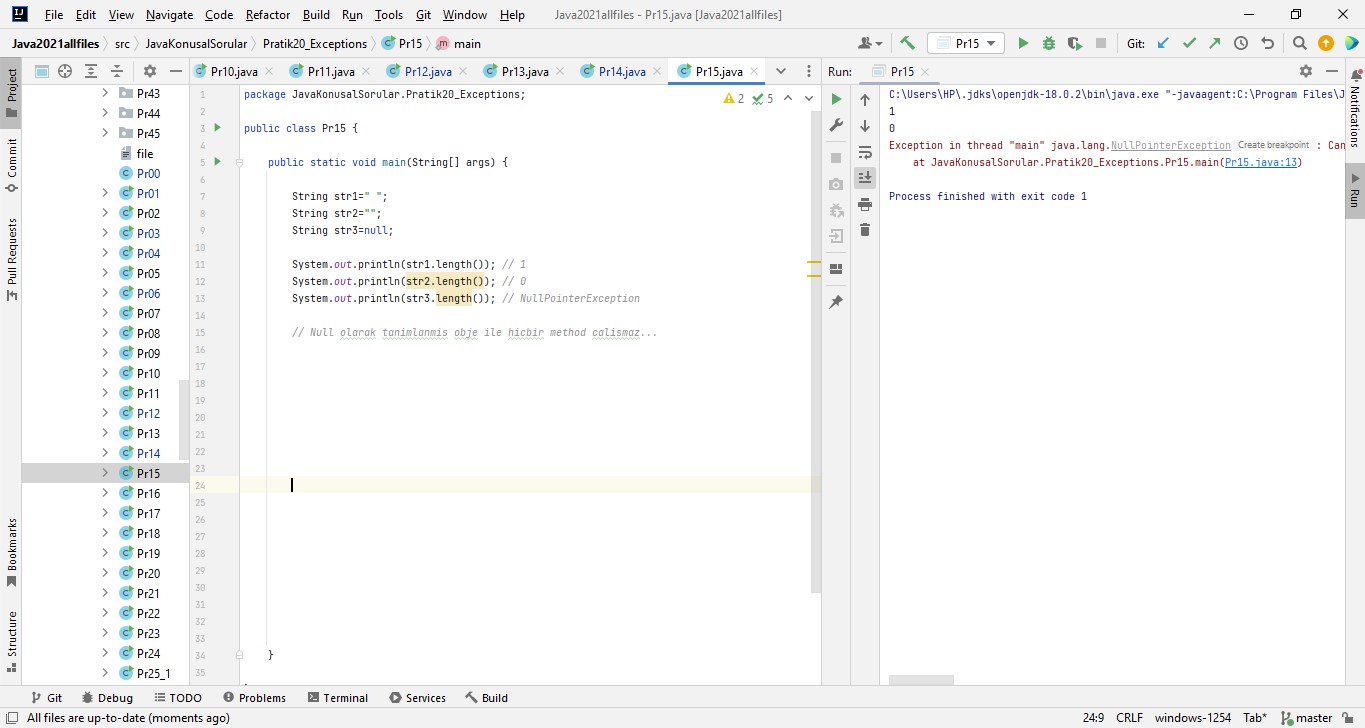 File Edit View Navigate Code Refactor Build Run Tools Git Window Help Java2021allfiles - Pr15.java [Java2021allfiles]
Java2021allfiles src JavaKonusalSorular Pratik20_Exceptions Pr15 main Pr15 Git:
Project
Commit
Pull Requests
Bookmarks
Structure
Pr43
Pr44
Pr45
file
Pr00
Pr01
Pr02
Pr03
Pr04
Pr05
Pr06
Pr07
Pr08
Pr09
Pr10
Pr11
Pr12
Pr13
Pr14
Pr15
Pr16
Pr17
Pr18
Pr19
Pr20
Pr21
Pr22
Pr23
Pr24
Pr25_1
Pr10.java Pr11.java Pr12.java Pr13.java Pr14.java Pr15.java
2 5
1 package JavaKonusalSorular.Pratik20_Exceptions;
2
3 public class Pr15 {
4
5 public static void main(String[] args) {
6
7 String str1=" ";
8 String str2="";
9 String str3=null;
10
11 System.out.println(str1.length()); // 1
12 System.out.println(str2.length()); // 0
13 System.out.println(str3.length()); // NullPointerException
14
15 // Null olarak tanimlanmis obje ile hicbir method calismaz...
16
17
18
19
20
21
22
23
24
25
26
27
28
29
30
31
32
33
34 }
35
Run: Pr15
C:\Users\HP\.jdks\openjdk-18.0.2\bin\java.exe "-javaagent:C:\Program Files\J
1
0
Exception in thread "main" java.lang.NullPointerException Create breakpoint : Can
at JavaKonusalSorular.Pratik20_Exceptions.Pr15.main(Pr15.java:13)
Process finished with exit code 1
Notifications
Run
Git Debug TODO Problems Terminal Services Build
All files are up-to-date (moments ago) 24:9 CRLF windows-1254 Tab* master